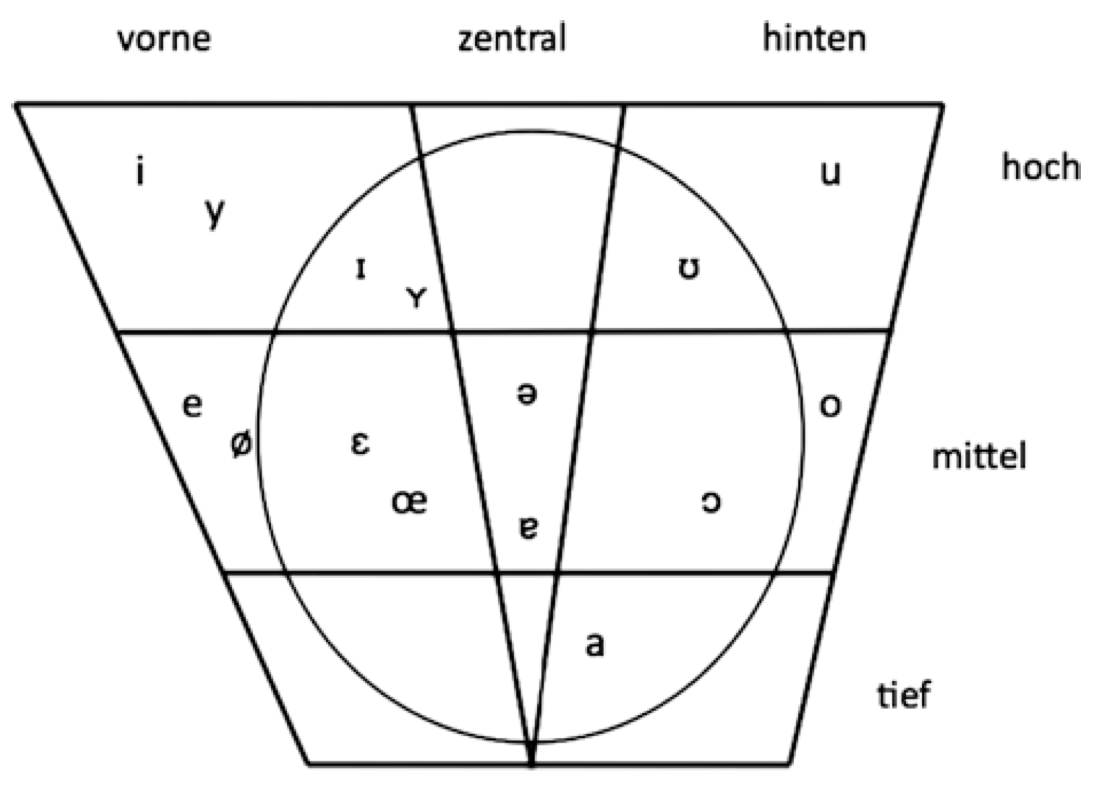 vorne zentral hinten
i u hoch
y
ɪ ʊ
ʏ
e ə o
ø ɛ mittel
œ ɔ
ɐ
a
tief